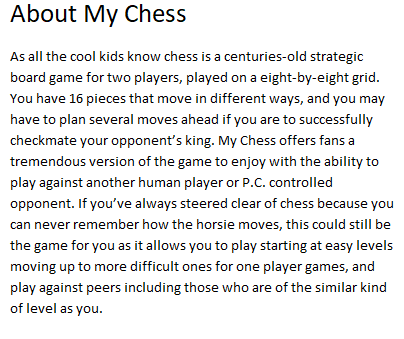 About My Chess
As all the cool kids know chess is a centuries-old strategic
board game for two players, played on a eight-by-eight grid.
You have 16 pieces that move in different ways, and you may
have to plan several moves ahead if you are to successfully
checkmate your opponent’s king. My Chess offers fans a
tremendous version of the game to enjoy with the ability to
play against another human player or P.C. controlled
opponent. If you’ve always steered clear of chess because you
can never remember how the horsie moves, this could still be
the game for you as it allows you to play starting at easy levels
moving up to more difficult ones for one player games, and
play against peers including those who are of the similar kind
of level as you.